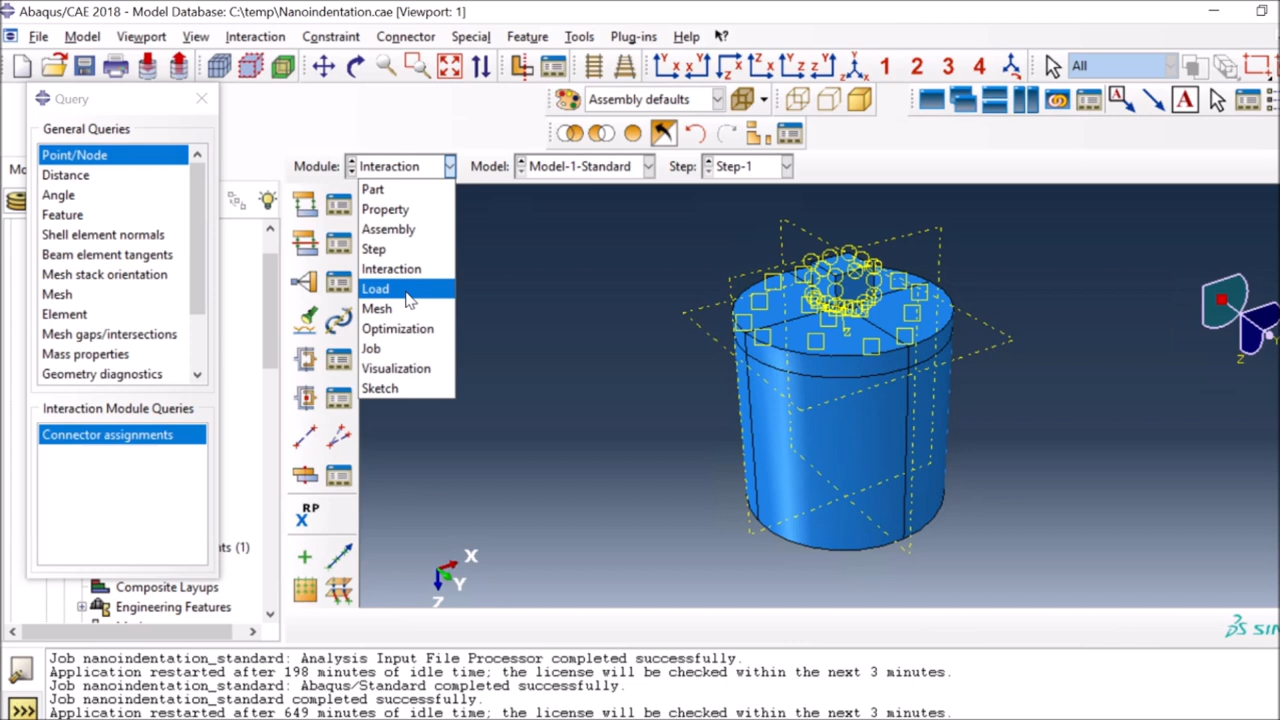 Abaqus/CAE 2018 - Model Database: C:\temp\Nanoindentation.cae [Viewport: 1]
File Model Viewport View Interaction Constraint Connector Special Feature Tools Plug-ins Help
1 2 3 4 All
Query
Assembly defaults
General Queries
Point/Node
Distance
Angle
Feature
Shell element normals
Beam element tangents
Mesh stack orientation
Mesh
Element
Mesh gaps/intersections
Mass properties
Geometry diagnostics
Interaction Module Queries
Connector assignments
Module: Interaction Model: Model-1-Standard Step: Step-1
Part
Property
Assembly
Step
Interaction
Load
Mesh
Optimization
Job
Visualization
Sketch
RP
ts (1)
Composite Layups
Engineering Features
X
Y
Z
Z
Z
Job nanoindentation_standard: Analysis Input File Processor completed successfully.
Application restarted after 198 minutes of idle time; the license will be checked within the next 3 minutes.
Job nanoindentation_standard: Abaqus/Standard completed successfully.
Job nanoindentation_standard completed successfully.
Application restarted after 649 minutes of idle time; the license will be checked within the next 3 minutes.